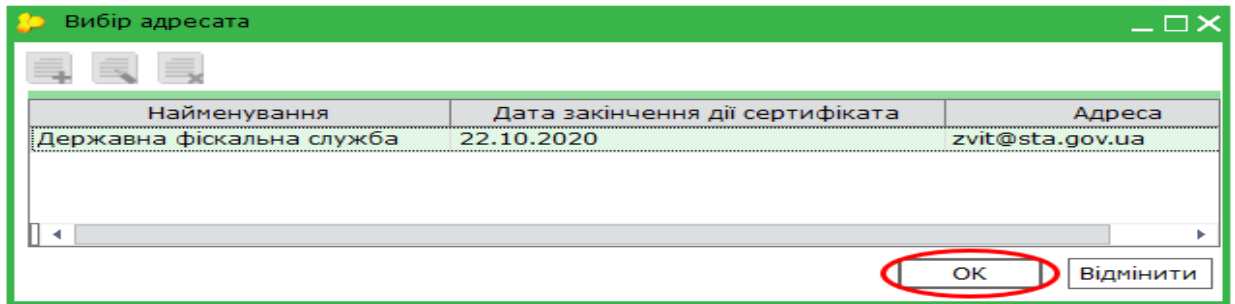 Вибір адресата
Найменування Дата закінчення дії сертифіката Адреса
Державна фіскальна служба 22.10.2020 zvit@sta.gov.ua
ОК Відмінити